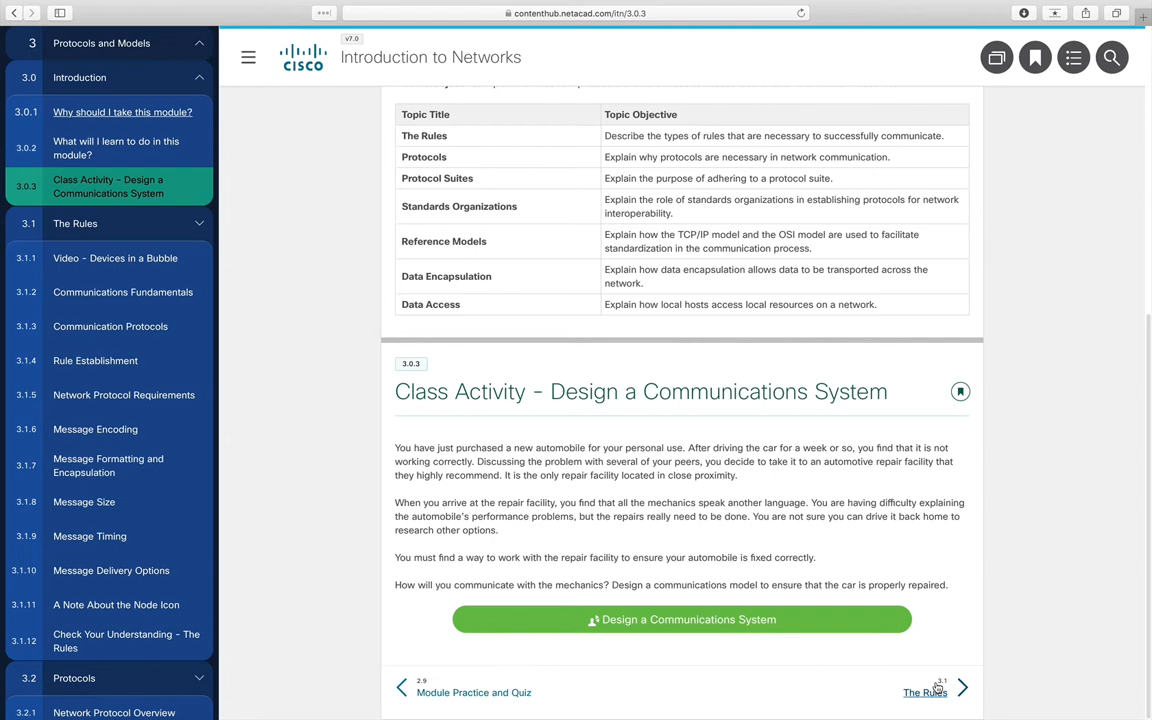 contenthub.netacad.com/itn/3.0.3
3 Protocols and Models
3.0 Introduction
3.0.1 Why should I take this module?
3.0.2 What will I learn to do in this
module?
3.0.3 Class Activity – Design a
Communications System
3.1 The Rules
3.1.1 Video - Devices in a Bubble
3.1.2 Communications Fundamentals
3.1.3 Communication Protocols
3.1.4 Rule Establishment
3.1.5 Network Protocol Requirements
3.1.6 Message Encoding
3.1.7 Message Formatting and
Encapsulation
3.1.8 Message Size
3.1.9 Message Timing
3.1.10 Message Delivery Options
3.1.11 A Note About the Node Icon
3.1.12 Check Your Understanding - The
Rules
3.2 Protocols
3.2.1 Network Protocol Overview
v7.0
CISCO
Introduction to Networks
Topic Title Topic Objective
The Rules Describe the types of rules that are necessary to successfully communicate.
Protocols Explain why protocols are necessary in network communication.
Protocol Suites Explain the purpose of adhering to a protocol suite.
Standards Organizations Explain the role of standards organizations in establishing protocols for network
interoperability.
Reference Models Explain how the TCP/IP model and the OSI model are used to facilitate
standardization in the communication process.
Data Encapsulation Explain how data encapsulation allows data to be transported across the
network.
Data Access Explain how local hosts access local resources on a network.
3.0.3
Class Activity – Design a Communications System
You have just purchased a new automobile for your personal use. After driving the car for a week or so, you find that it is not
working correctly. Discussing the problem with several of your peers, you decide to take it to an automotive repair facility that
they highly recommend. It is the only repair facility located in close proximity.
When you arrive at the repair facility, you find that all the mechanics speak another language. You are having difficulty explaining
the automobile's performance problems, but the repairs really need to be done. You are not sure you can drive it back home to
research other options.
You must find a way to work with the repair facility to ensure your automobile is fixed correctly.
How will you communicate with the mechanics? Design a communications model to ensure that the car is properly repaired.
Design a Communications System
2.9
Module Practice and Quiz
3.1
The Rules